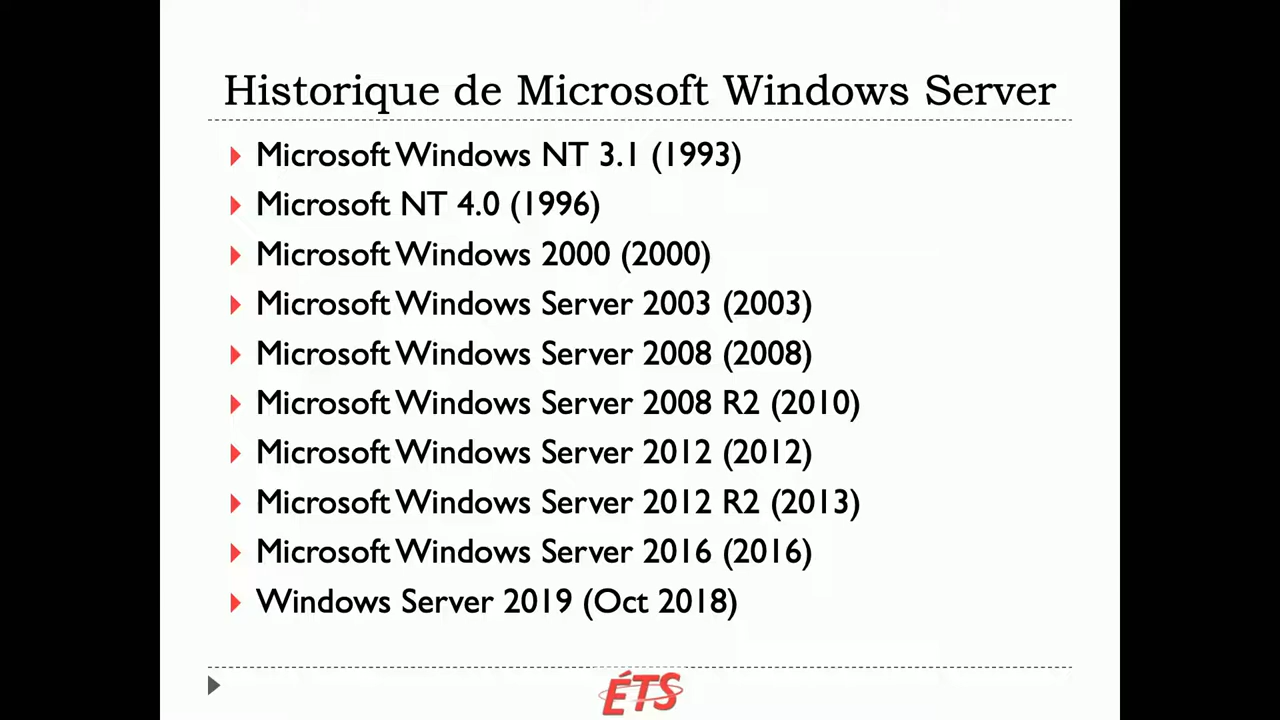 Historique de Microsoft Windows Server
Microsoft Windows NT 3.1 (1993)
Microsoft NT 4.0 (1996)
Microsoft Windows 2000 (2000)
Microsoft Windows Server 2003 (2003)
Microsoft Windows Server 2008 (2008)
Microsoft Windows Server 2008 R2 (2010)
Microsoft Windows Server 2012 (2012)
Microsoft Windows Server 2012 R2 (2013)
Microsoft Windows Server 2016 (2016)
Windows Server 2019 (Oct 2018)
ÉTS